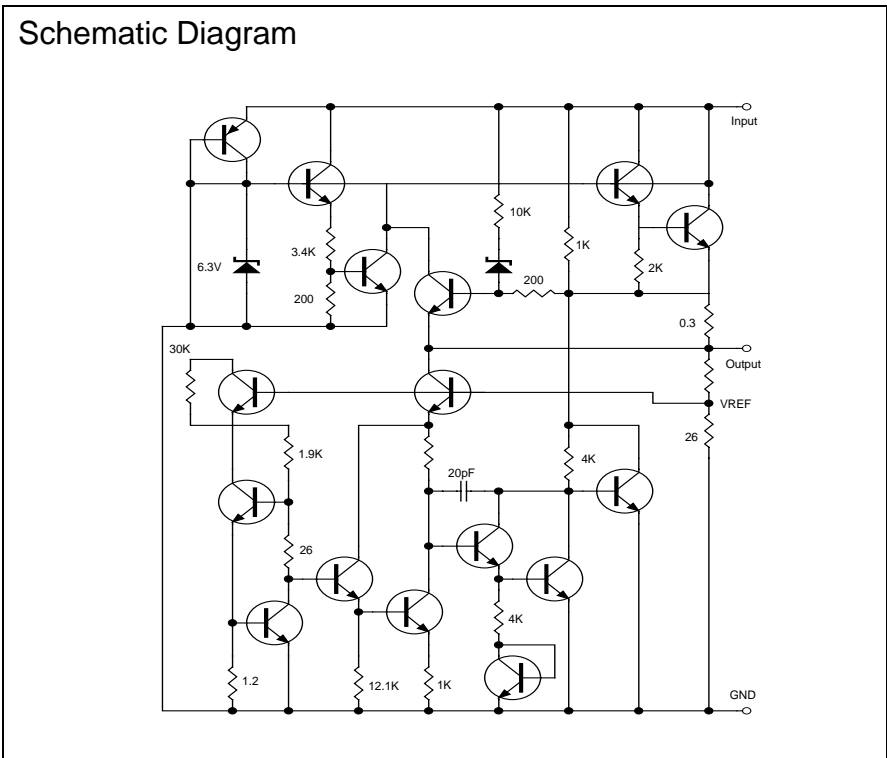 Schematic Diagram
Input
10K
3.4K
1K
6.3V
2K
200
200
0.3
30K
Output
VREF
26
1.9K
4K
20pF
26
4K
1.2
12.1K
1K
GND